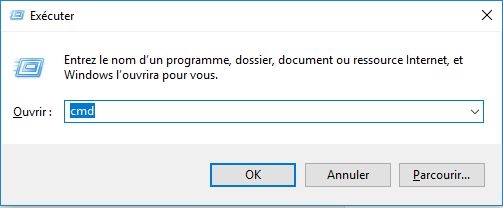 Exécuter
Entrez le nom d’un programme, dossier, document ou ressource Internet, et
Windows l’ouvrira pour vous.
Ouvrir : cmd
OK Annuler Parcourir...